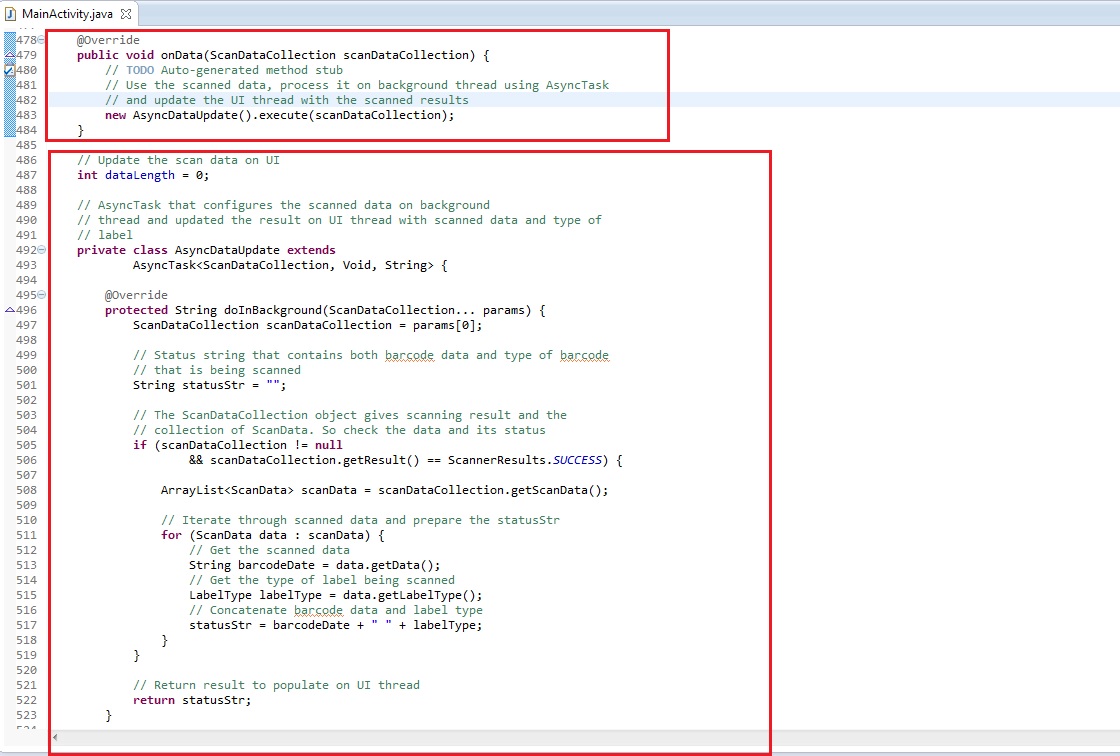 MainActivity.java
478 @Override
479 public void onData(ScanDataCollection scanDataCollection) {
480 // TODO Auto-generated method stub
481 // Use the scanned data, process it on background thread using AsyncTask
482 // and update the UI thread with the scanned results
483 new AsyncDataUpdate().execute(scanDataCollection);
484 }
485
486 // Update the scan data on UI
487 int dataLength = 0;
488
489 // AsyncTask that configures the scanned data on background
490 // thread and updated the result on UI thread with scanned data and type of
491 // label
492 private class AsyncDataUpdate extends
493 AsyncTask<ScanDataCollection, Void, String> {
494
495 @Override
496 protected String doInBackground(ScanDataCollection... params) {
497 ScanDataCollection scanDataCollection = params[0];
498
499 // Status string that contains both barcode data and type of barcode
500 // that is being scanned
501 String statusStr = "";
502
503 // The ScanDataCollection object gives scanning result and the
504 // collection of ScanData. So check the data and its status
505 if (scanDataCollection != null
506 && scanDataCollection.getResult() == ScannerResults.SUCCESS) {
507
508 ArrayList<ScanData> scanData = scanDataCollection.getScanData();
509
510 // Iterate through scanned data and prepare the statusStr
511 for (ScanData data : scanData) {
512 // Get the scanned data
513 String barcodeDate = data.getData();
514 // Get the type of label being scanned
515 LabelType labelType = data.getLabelType();
516 // Concatenate barcode data and label type
517 statusStr = barcodeDate + " " + labelType;
518 }
519 }
520
521 // Return result to populate on UI thread
522 return statusStr;
523 }